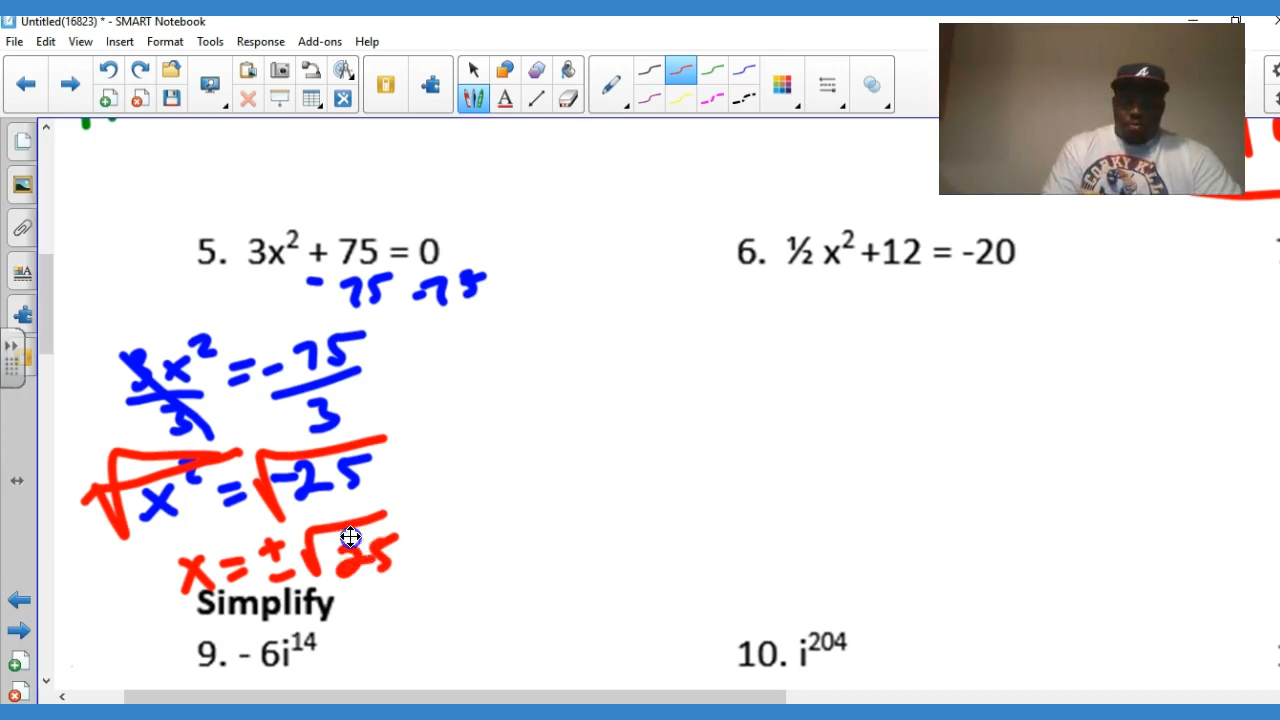 Untitled(16823) * - SMART Notebook
File Edit View Insert Format Tools Response Add-ons Help
5. 3x² + 75 = 0
- 75 -75
3x² = -75
3 3
√x² = √-25
x = ± √25
6. ½ x² +12 = -20
Simplify
9. - 6i¹⁴
10. i²⁰⁴